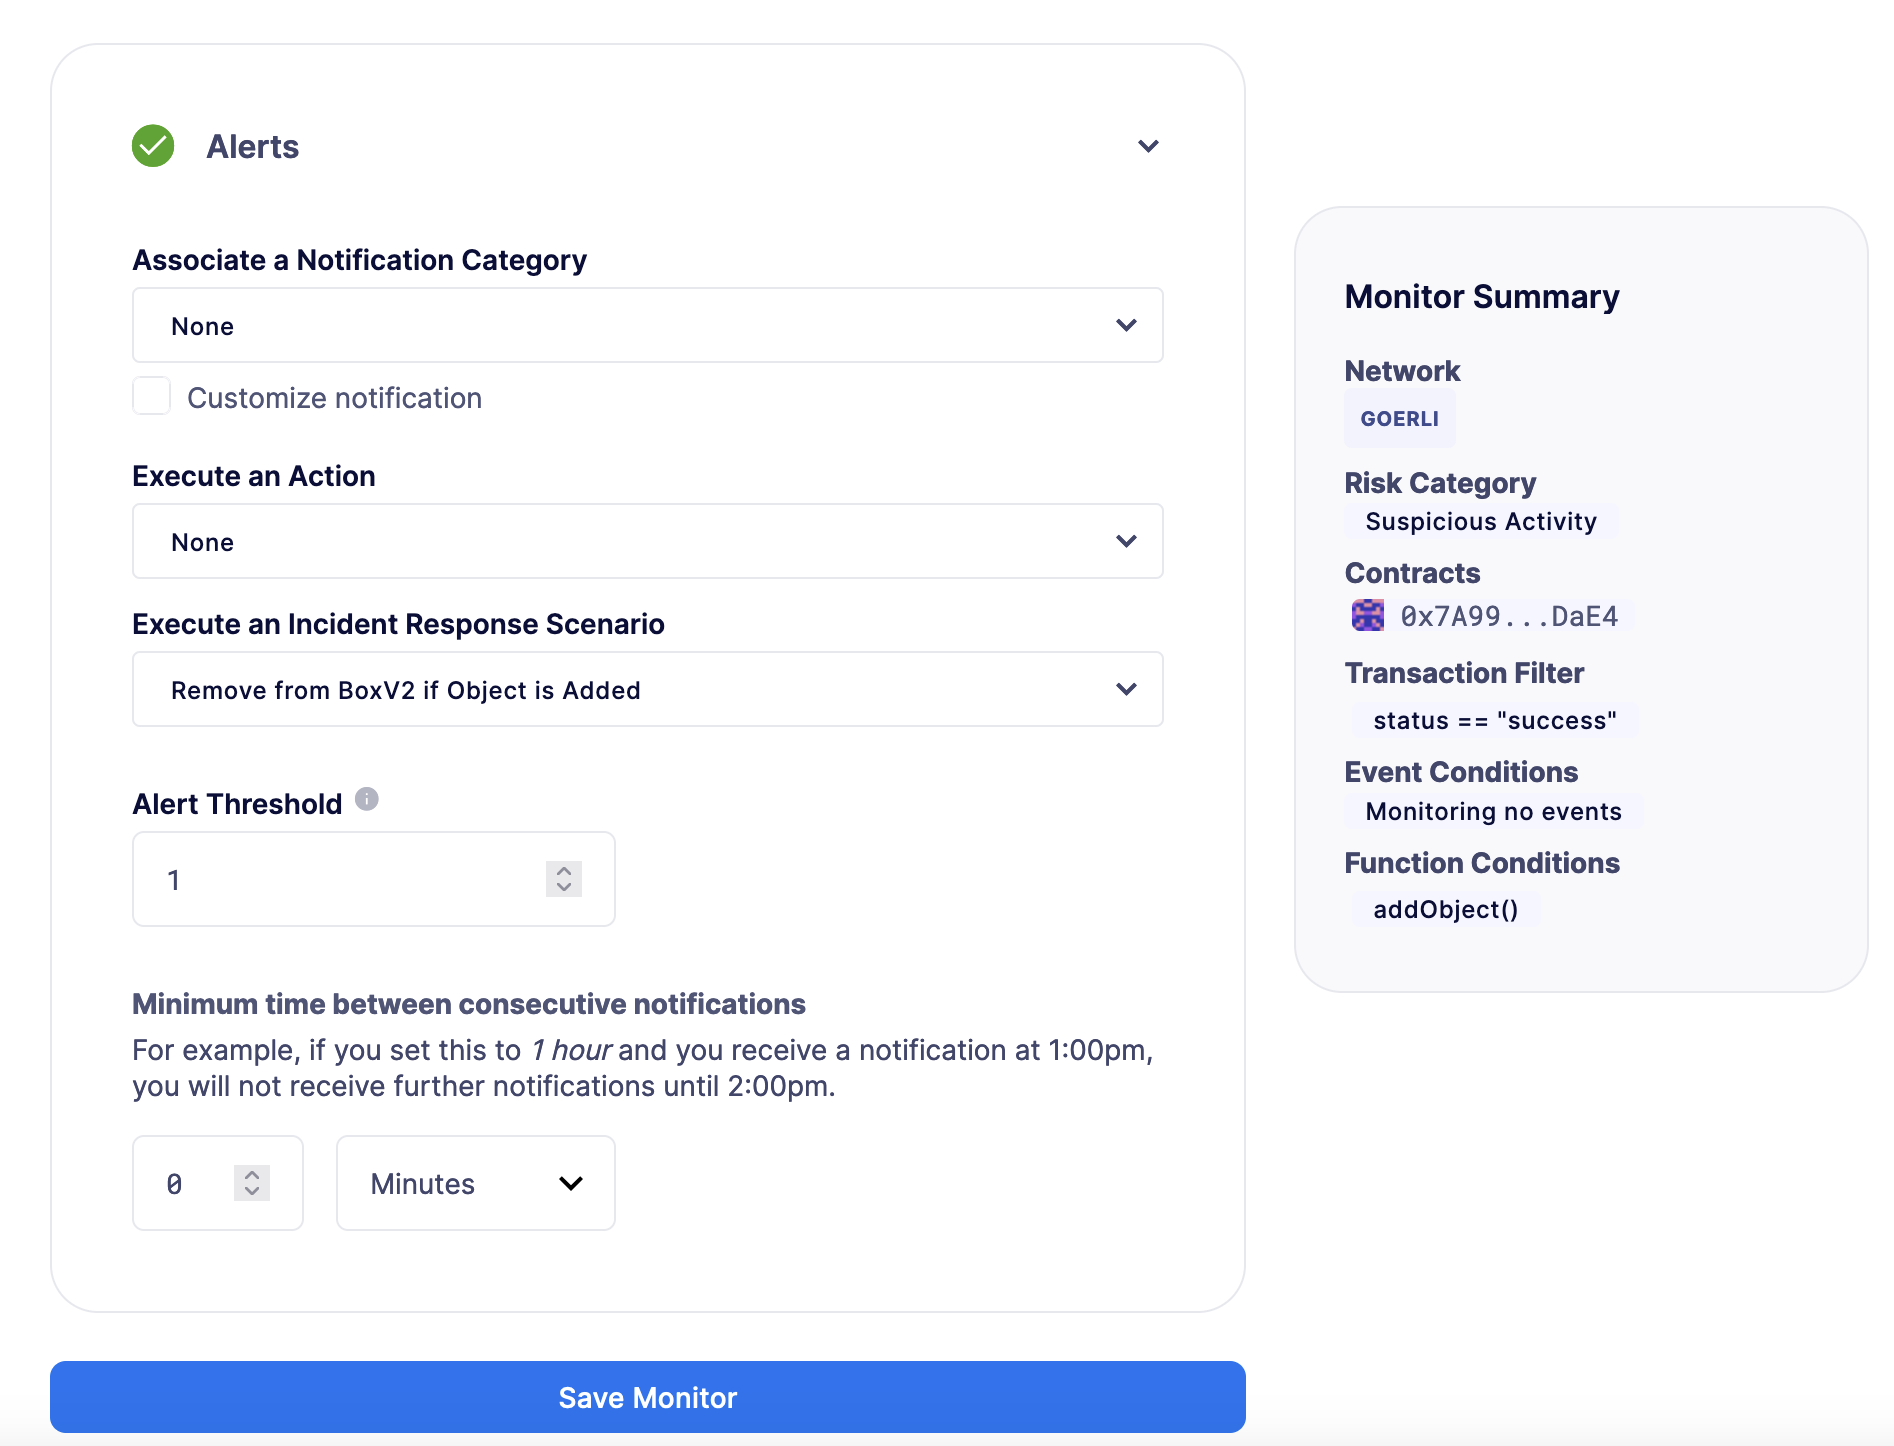 Alerts
Associate a Notification Category
None
Customize notification
Execute an Action
None
Execute an Incident Response Scenario
Remove from BoxV2 if Object is Added
Alert Threshold
1
Minimum time between consecutive notifications
For example, if you set this to 1 hour and you receive a notification at 1:00pm,
you will not receive further notifications until 2:00pm.
0
Minutes
Save Monitor
Monitor Summary
Network
GOERLI
Risk Category
Suspicious Activity
Contracts
0x7A99...DaE4
Transaction Filter
status == "success"
Event Conditions
Monitoring no events
Function Conditions
addObject()